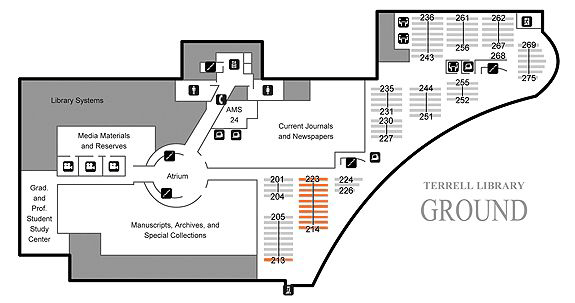 236
261
262
243
256
267
268
269
275
235
244
255
252
231
230
251
227
Library Systems
AMS
24
Current Journals
and Newspapers
Media Materials
and Reserves
Atrium
201
204
223
224
226
Grad.
and
Prof.
Student
Study
Center
Manuscripts, Archives, and
Special Collections
205
214
213
TERRELL LIBRARY
GROUND